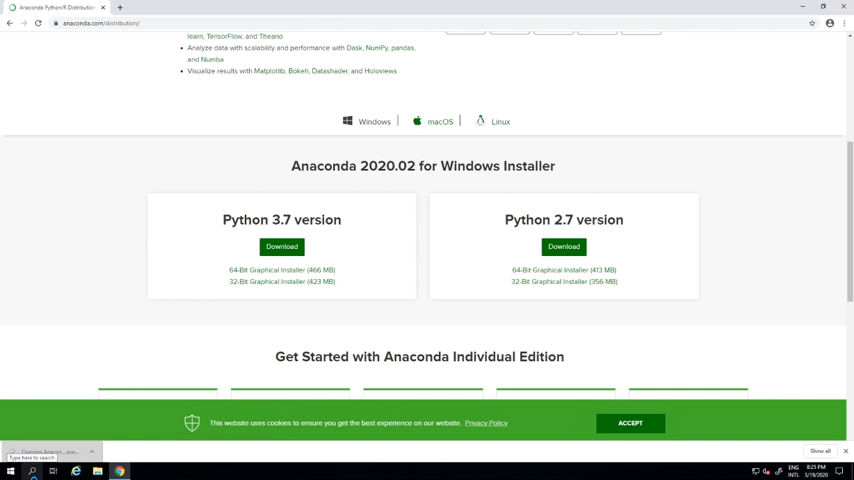 Anaconda Python/R Distribution
anaconda.com/distribution/
learn, TensorFlow, and Theano
Analyze data with scalability and performance with Dask, NumPy, pandas,
and Numba
Visualize results with Matplotlib, Bokeh, Datashader, and Holoviews
Windows | macOS | Linux
Anaconda 2020.02 for Windows Installer
Python 3.7 version
Download
64-Bit Graphical Installer (466 MB)
32-Bit Graphical Installer (423 MB)
Python 2.7 version
Download
64-Bit Graphical Installer (413 MB)
32-Bit Graphical Installer (356 MB)
Get Started with Anaconda Individual Edition
This website uses cookies to ensure you get the best experience on our website. Privacy Policy
ACCEPT
Opening
Show all
Type here to search
ENG
INTL
8:25 PM
3/19/2020